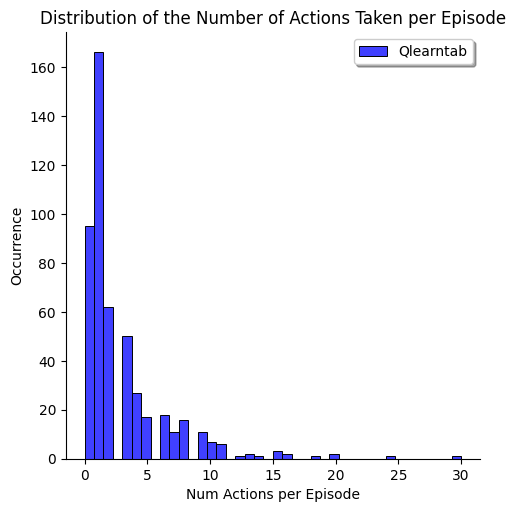 Distribution of the Number of Actions Taken per Episode
Qlearntab
160
140
120
100
80
60
40
20
0
Occurrence
0 5 10 15 20 25 30
Num Actions per Episode